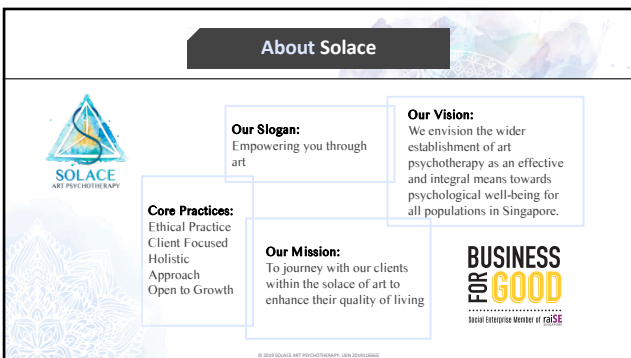 About Solace
SOLACE
ART PSYCHOTHERAPY
Our Slogan:
Empowering you through
art
Our Vision:
We envision the wider
establishment of art
psychotherapy as an effective
and integral means towards
psychological well-being for
all populations in Singapore.
Core Practices:
Ethical Practice
Client Focused
Holistic
Approach
Open to Growth
Our Mission:
To journey with our clients
within the solace of art to
enhance their quality of living
BUSINESS
FOR GOOD
Social Enterprise Member of raiSE
SINGAPORE
© 2019 SOLACE ART PSYCHOTHERAPY. UEN